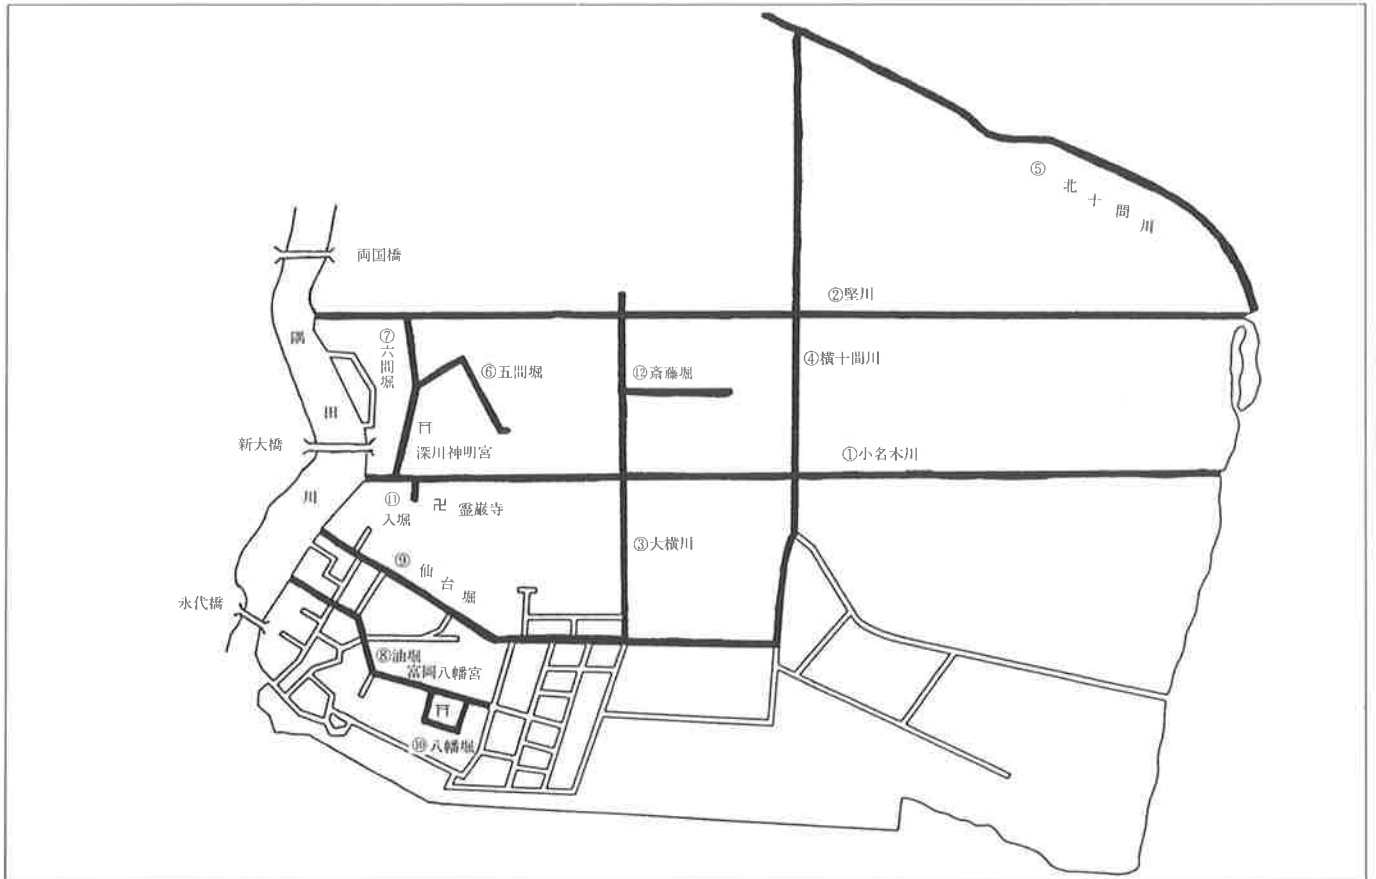 ⑤北十間川
両国橋
②堅川
隅田川
⑦六間堀
⑥五間堀
⑫斎藤堀
④横十間川
新大橋
深川神明宮
①小名木川
⑪入堀
卍 霊巌寺
③大横川
⑨仙台堀
永代橋
⑧油堀
富岡八幡宮
⑩八幡堀